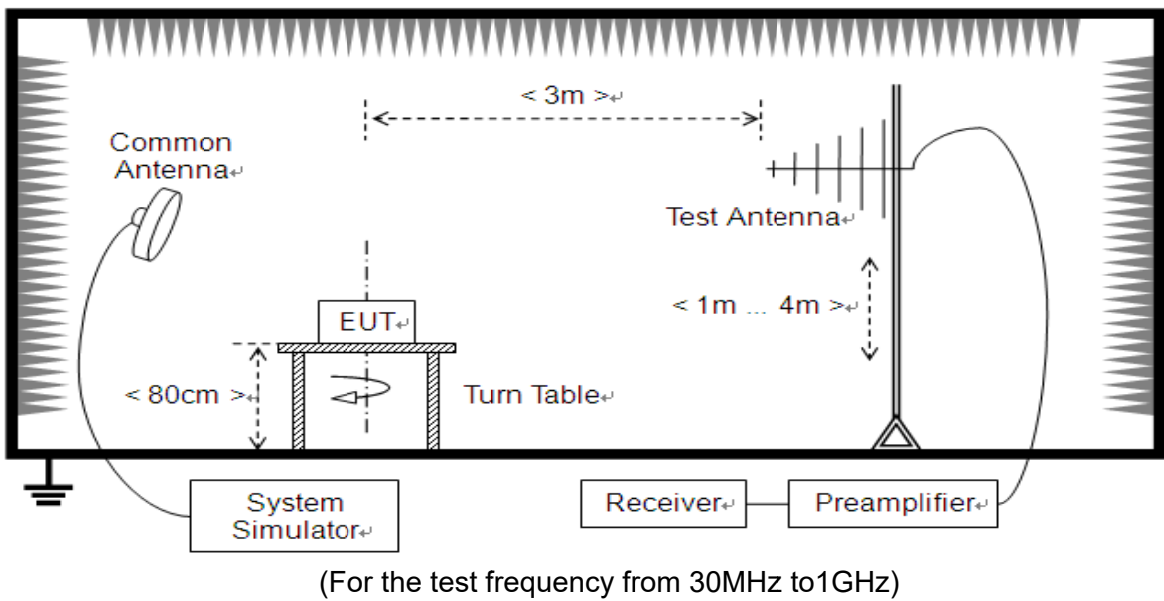 < 3m >↵
Common
Antenna↵
Test Antenna↵
< 1m ... 4m >↵
EUT↵
< 80cm >↵
Turn Table↵
System
Simulator↵
Receiver↵
Preamplifier↵
(For the test frequency from 30MHz to1GHz)